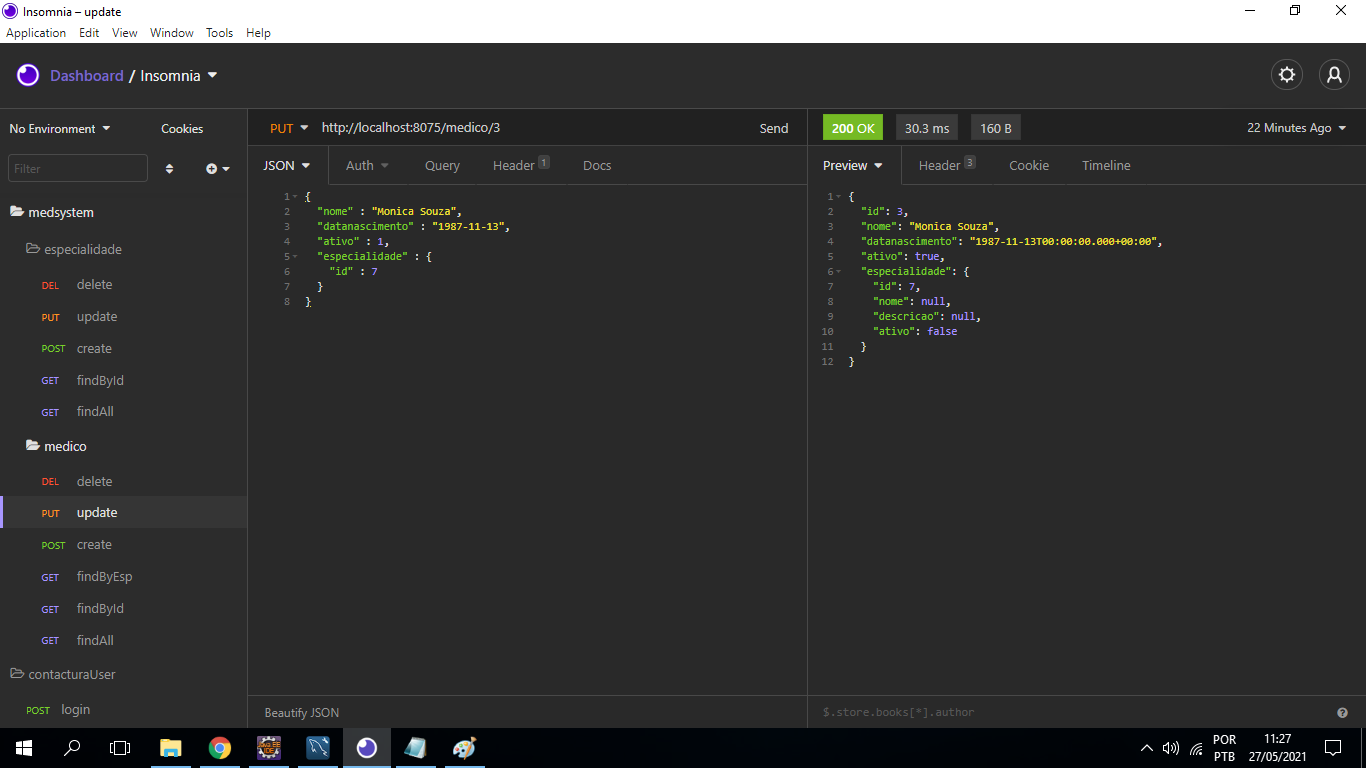 Insomnia – update
Application Edit View Window Tools Help
Dashboard / Insomnia
No Environment Cookies
Filter
medsystem
especialidade
DEL delete
PUT update
POST create
GET findById
GET findAll
medico
DEL delete
PUT update
POST create
GET findByEsp
GET findById
GET findAll
contacturaUser
POST login
PUT http://localhost:8075/medico/3 Send
JSON Auth Query Header 1 Docs
1 {
2 "nome" : "Monica Souza",
3 "datanascimento" : "1987-11-13",
4 "ativo" : 1,
5 "especialidade" : {
6 "id" : 7
7 }
8 }
Beautify JSON
200 OK 30.3 ms 160 B 22 Minutes Ago
Preview Header 3 Cookie Timeline
1 {
2 "id": 3,
3 "nome": "Monica Souza",
4 "datanascimento": "1987-11-13T00:00:00.000+00:00",
5 "ativo": true,
6 "especialidade": {
7 "id": 7,
8 "nome": null,
9 "descricao": null,
10 "ativo": false
11 }
12 }
$.store.books[*].author
POR 11:27
PTB 27/05/2021